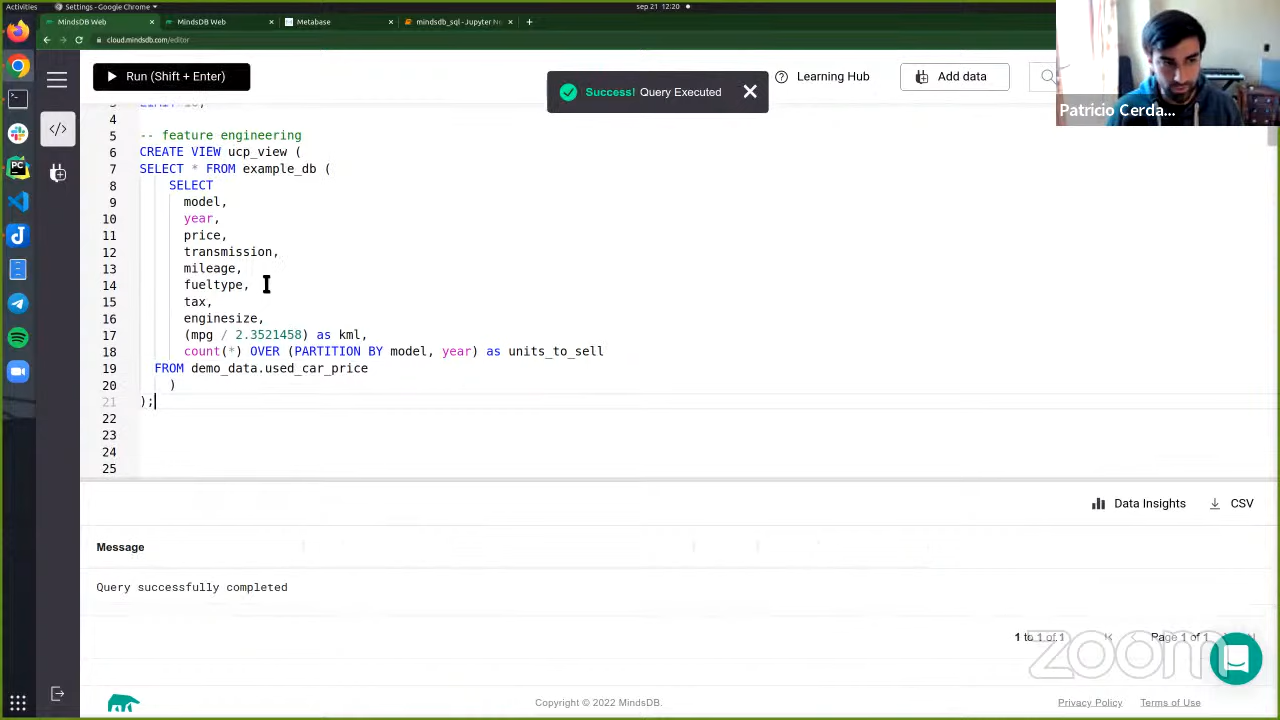 Activities
Settings - Google Chrome
sep 21 12:20
MindsDB Web
MindsDB Web
Metabase
mindsdb_sql - Jupyter N
cloud.mindsdb.com/editor
Run (Shift + Enter)
Success! Query Executed
Learning Hub
Add data
Patricio Cerda...
4
5 -- feature engineering
6 CREATE VIEW ucp_view (
7 SELECT * FROM example_db (
8 SELECT
9 model,
10 year,
11 price,
12 transmission,
13 mileage,
14 fueltype,
15 tax,
16 enginesize,
17 (mpg / 2.3521458) as kml,
18 count(*) OVER (PARTITION BY model, year) as units_to_sell
19 FROM demo_data.used_car_price
20 )
21 );
22
23
24
25
Data Insights
CSV
Message
Query successfully completed
1 to 1 of 1
Page 1 of 1
zoom
Copyright © 2022 MindsDB.
Privacy Policy
Terms of Use